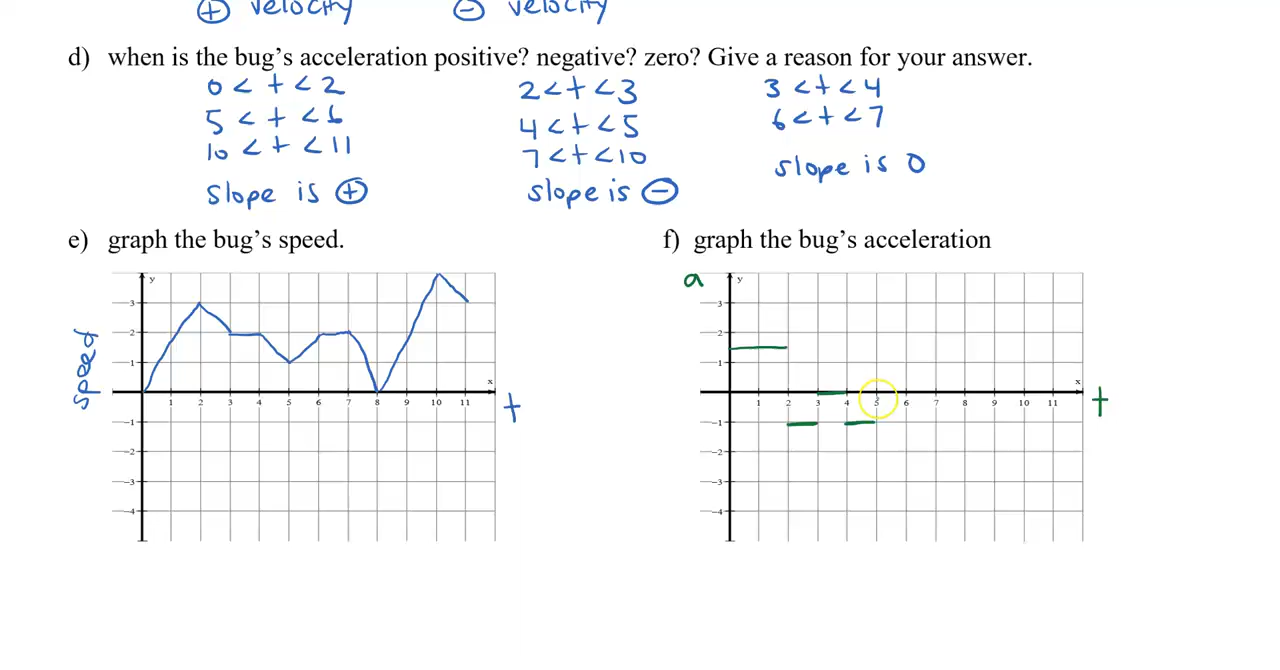 ⊕ velocity ⊖ velocity
d) when is the bug's acceleration positive? negative? zero? Give a reason for your answer.
0 < t < 2 2 < t < 3 3 < t < 4
5 < t < 6 4 < t < 5 6 < t < 7
10 < t < 11 7 < t < 10 slope is 0
slope is ⊕ slope is ⊖
e) graph the bug's speed. f) graph the bug's acceleration
y a y
3 3
2 2
speed
1 1
x x
1 2 3 4 5 6 7 8 9 10 11 t 1 2 3 4 5 6 7 8 9 10 11 t
-1 -1
-2 -2
-3 -3
-4 -4